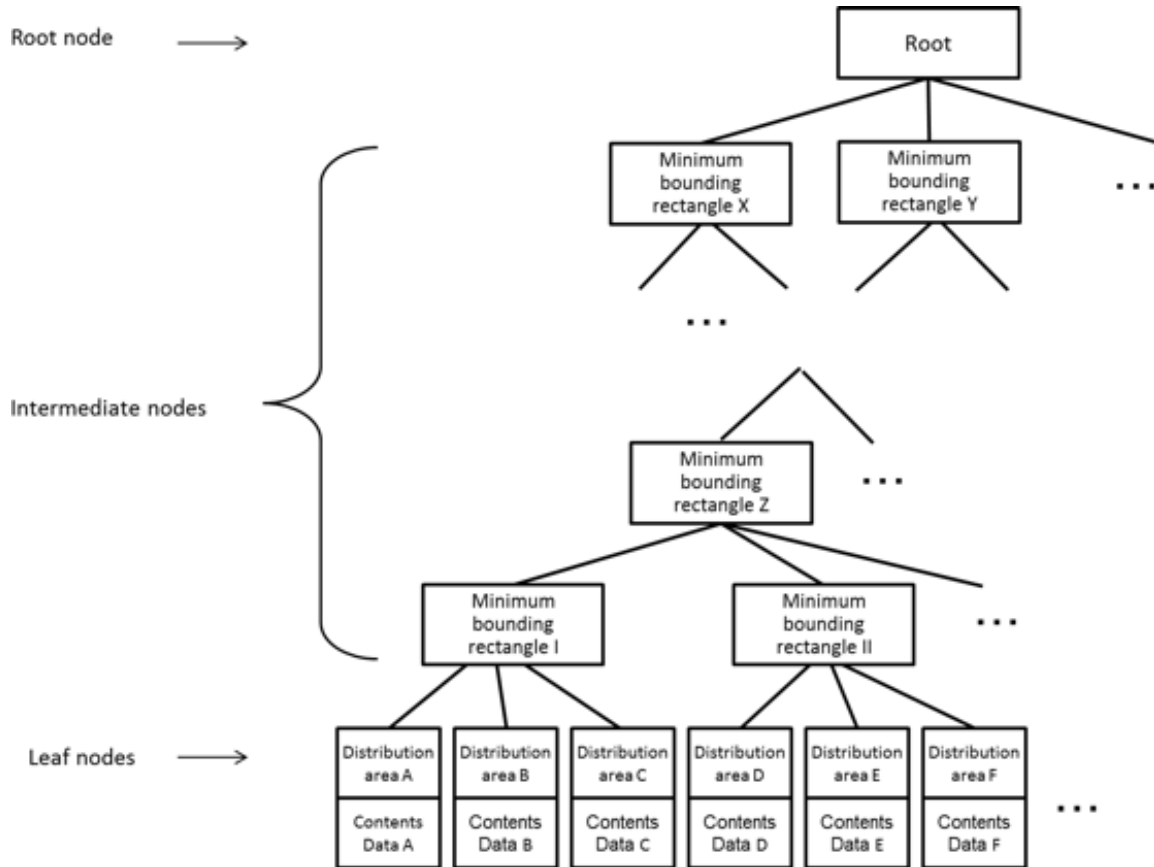 Root node
Root
Minimum
bounding
rectangle X
Minimum
bounding
rectangle Y
...
...
Intermediate nodes
Minimum
bounding
rectangle Z
...
Minimum
bounding
rectangle I
Minimum
bounding
rectangle II
...
Leaf nodes
Distribution
area A
Distribution
area B
Distribution
area C
Distribution
area D
Distribution
area E
Distribution
area F
Contents
Data A
Contents
Data B
Contents
Data C
Contents
Data D
Contents
Data E
Contents
Data F
...